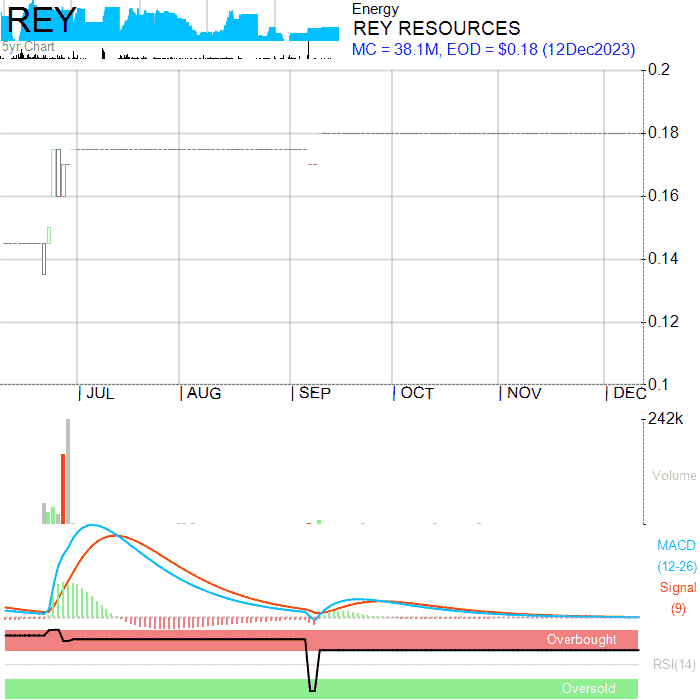 REY
5yr Chart
Energy
REY RESOURCES
MC = 38.1M, EOD = $0.18 (12Dec2023)
0.2
0.18
0.16
0.14
0.12
0.1
JUL AUG SEP OCT NOV DEC
242k
Volume
MACD
(12-26)
Signal
(9)
Overbought
RSI(14)
Oversold